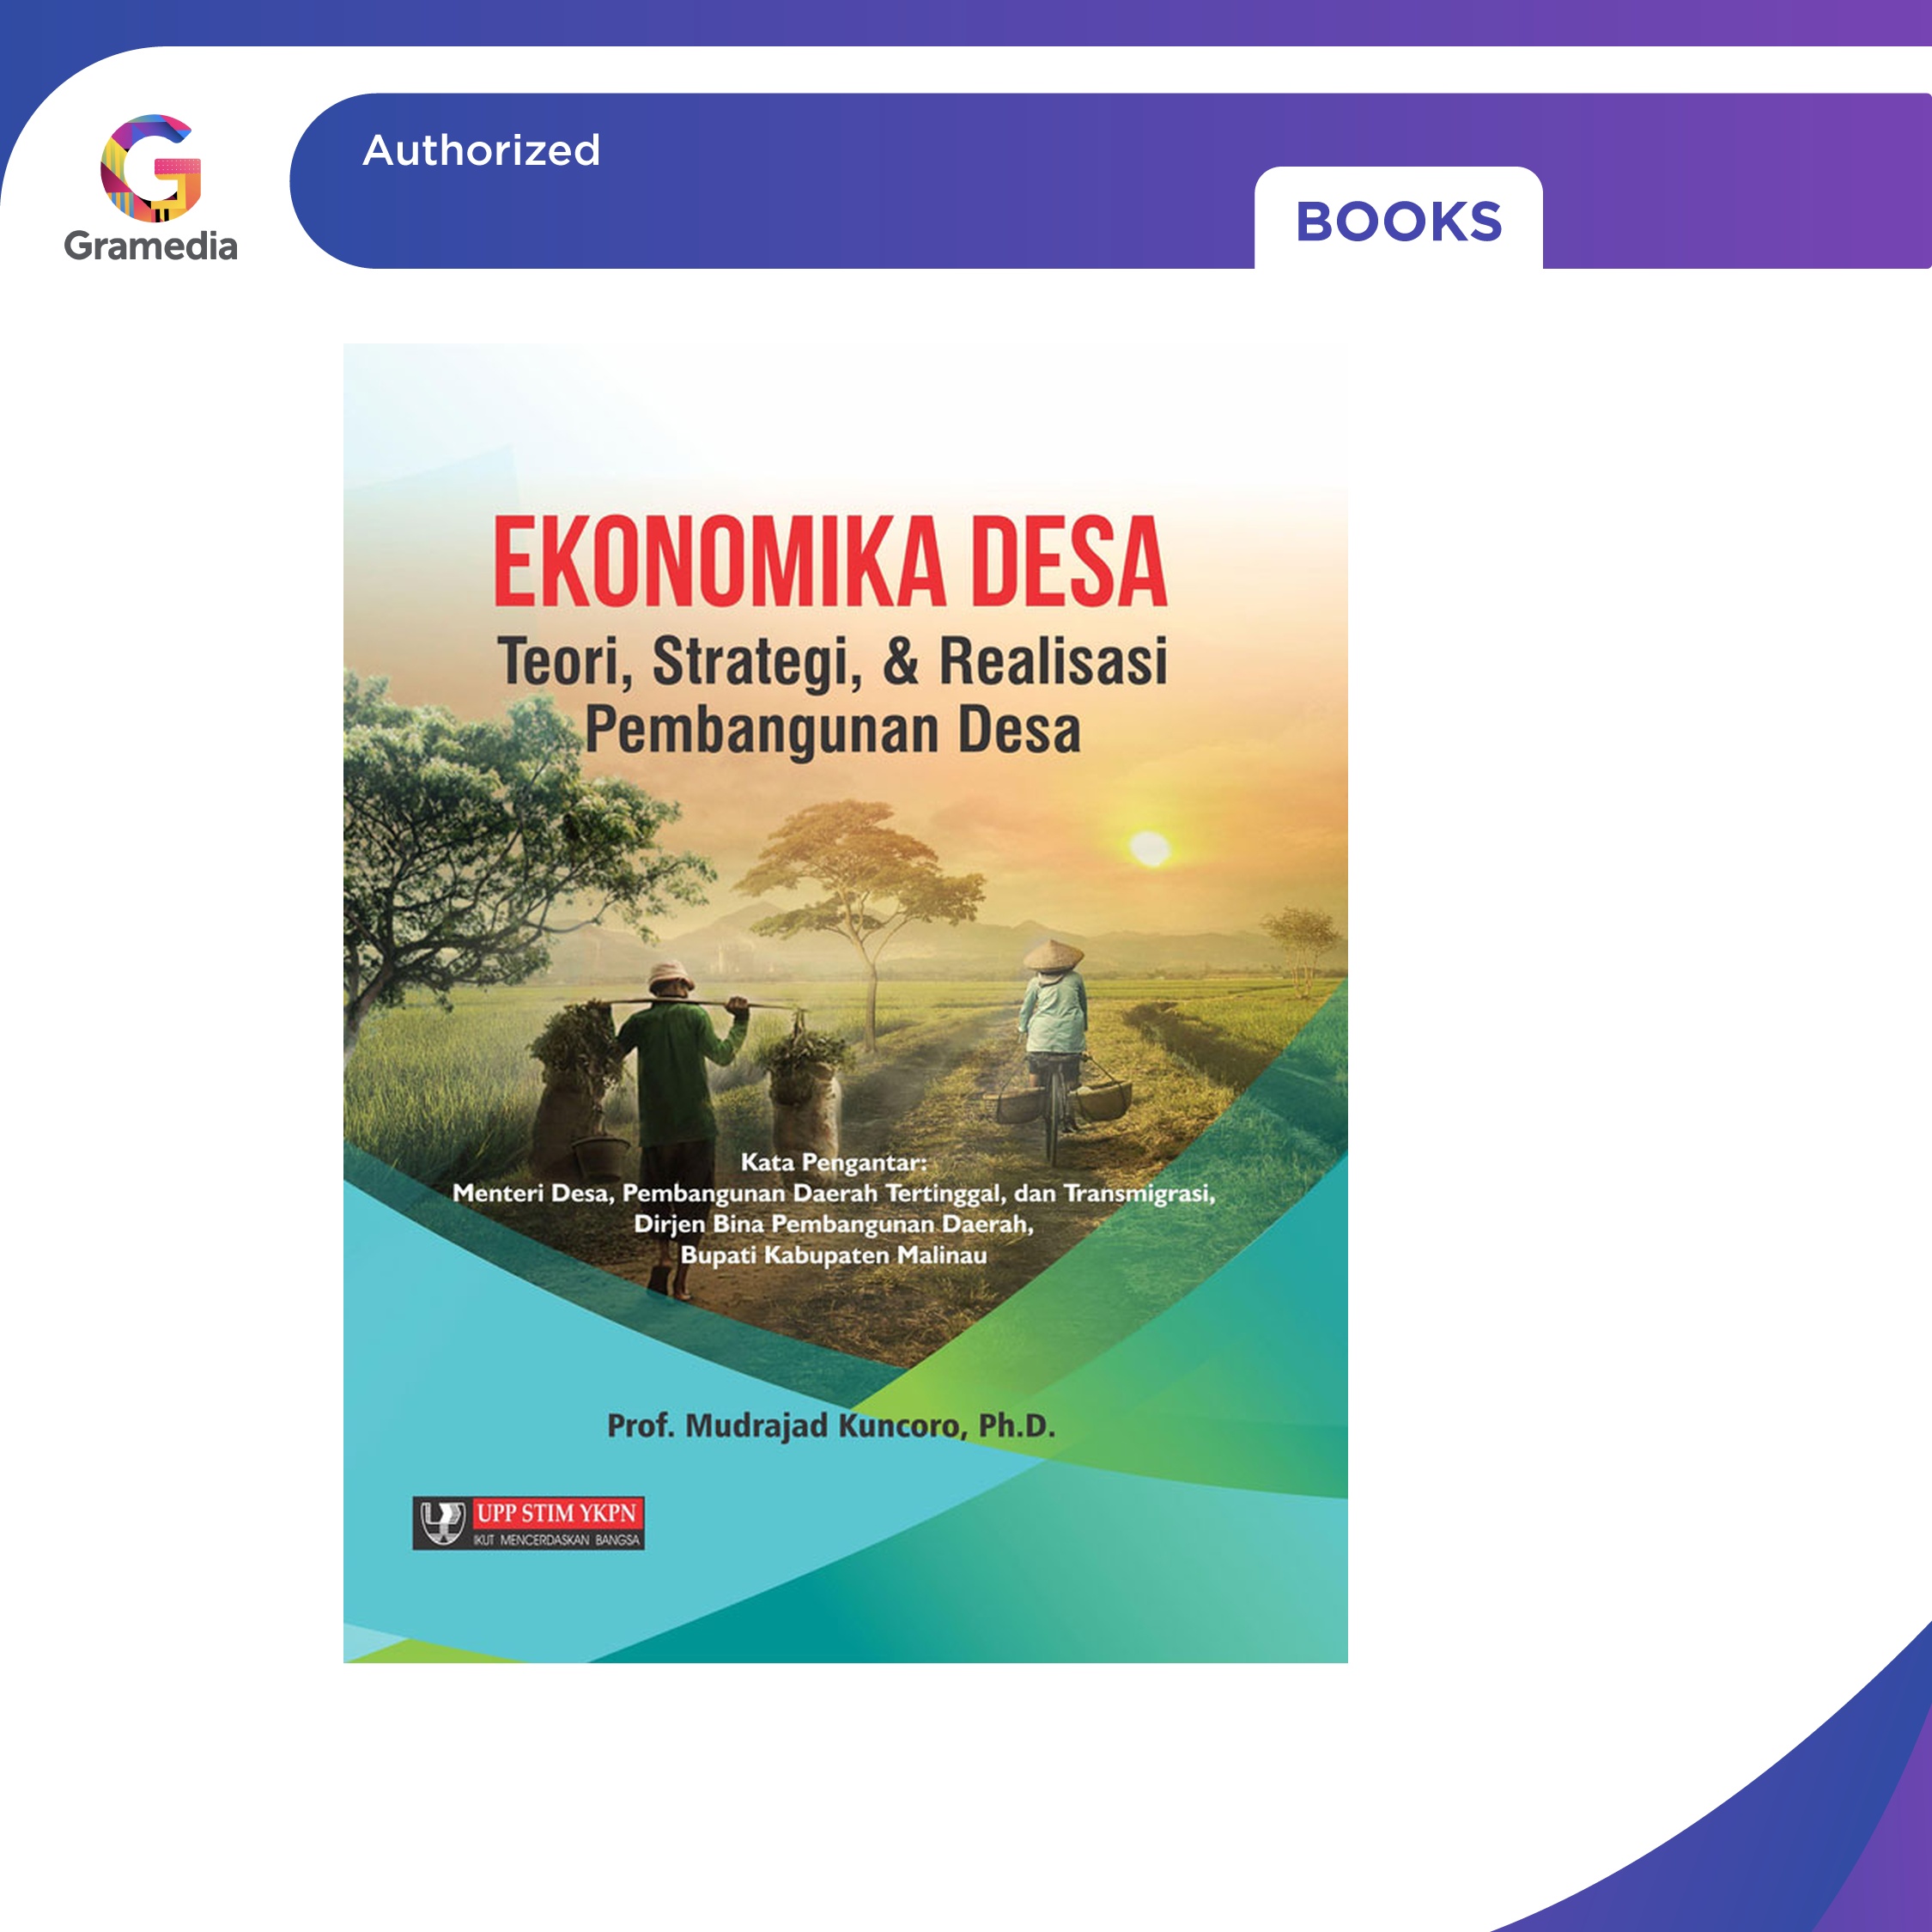 Authorized
Gramedia
BOOKS
EKONOMIKA DESA
Teori, Strategi, & Realisasi
Pembangunan Desa
Kata Pengantar:
Menteri Desa, Pembangunan Daerah Tertinggal, dan Transmigrasi,
Dirjen Bina Pembangunan Daerah,
Bupati Kabupaten Malinau
Prof. Mudrajad Kuncoro, Ph.D.
UPP STIM YKPN
IKUT MENCERDASKAN BANGSA